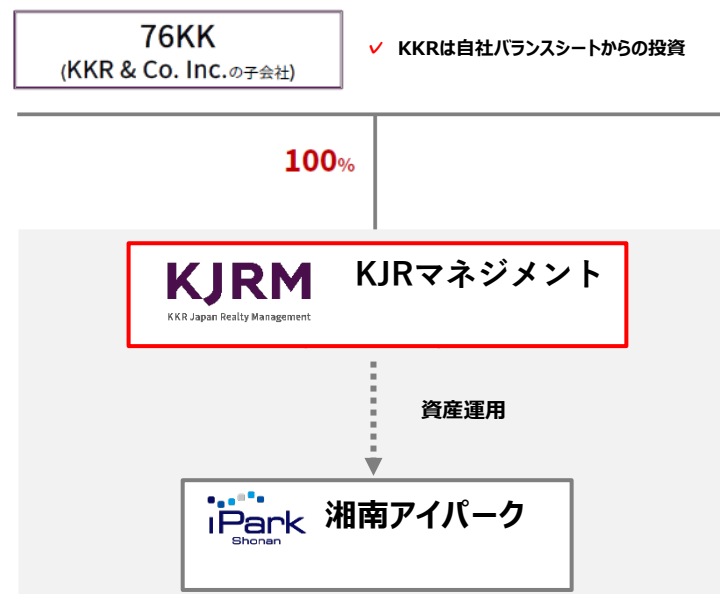 76KK
(KKR & Co. Inc.の子会社)
✓ KKRは自社バランスシートからの投資
100%
KJRM
KKR Japan Realty Management
KJRマネジメント
資産運用
iPark
Shonan
湘南アイパーク